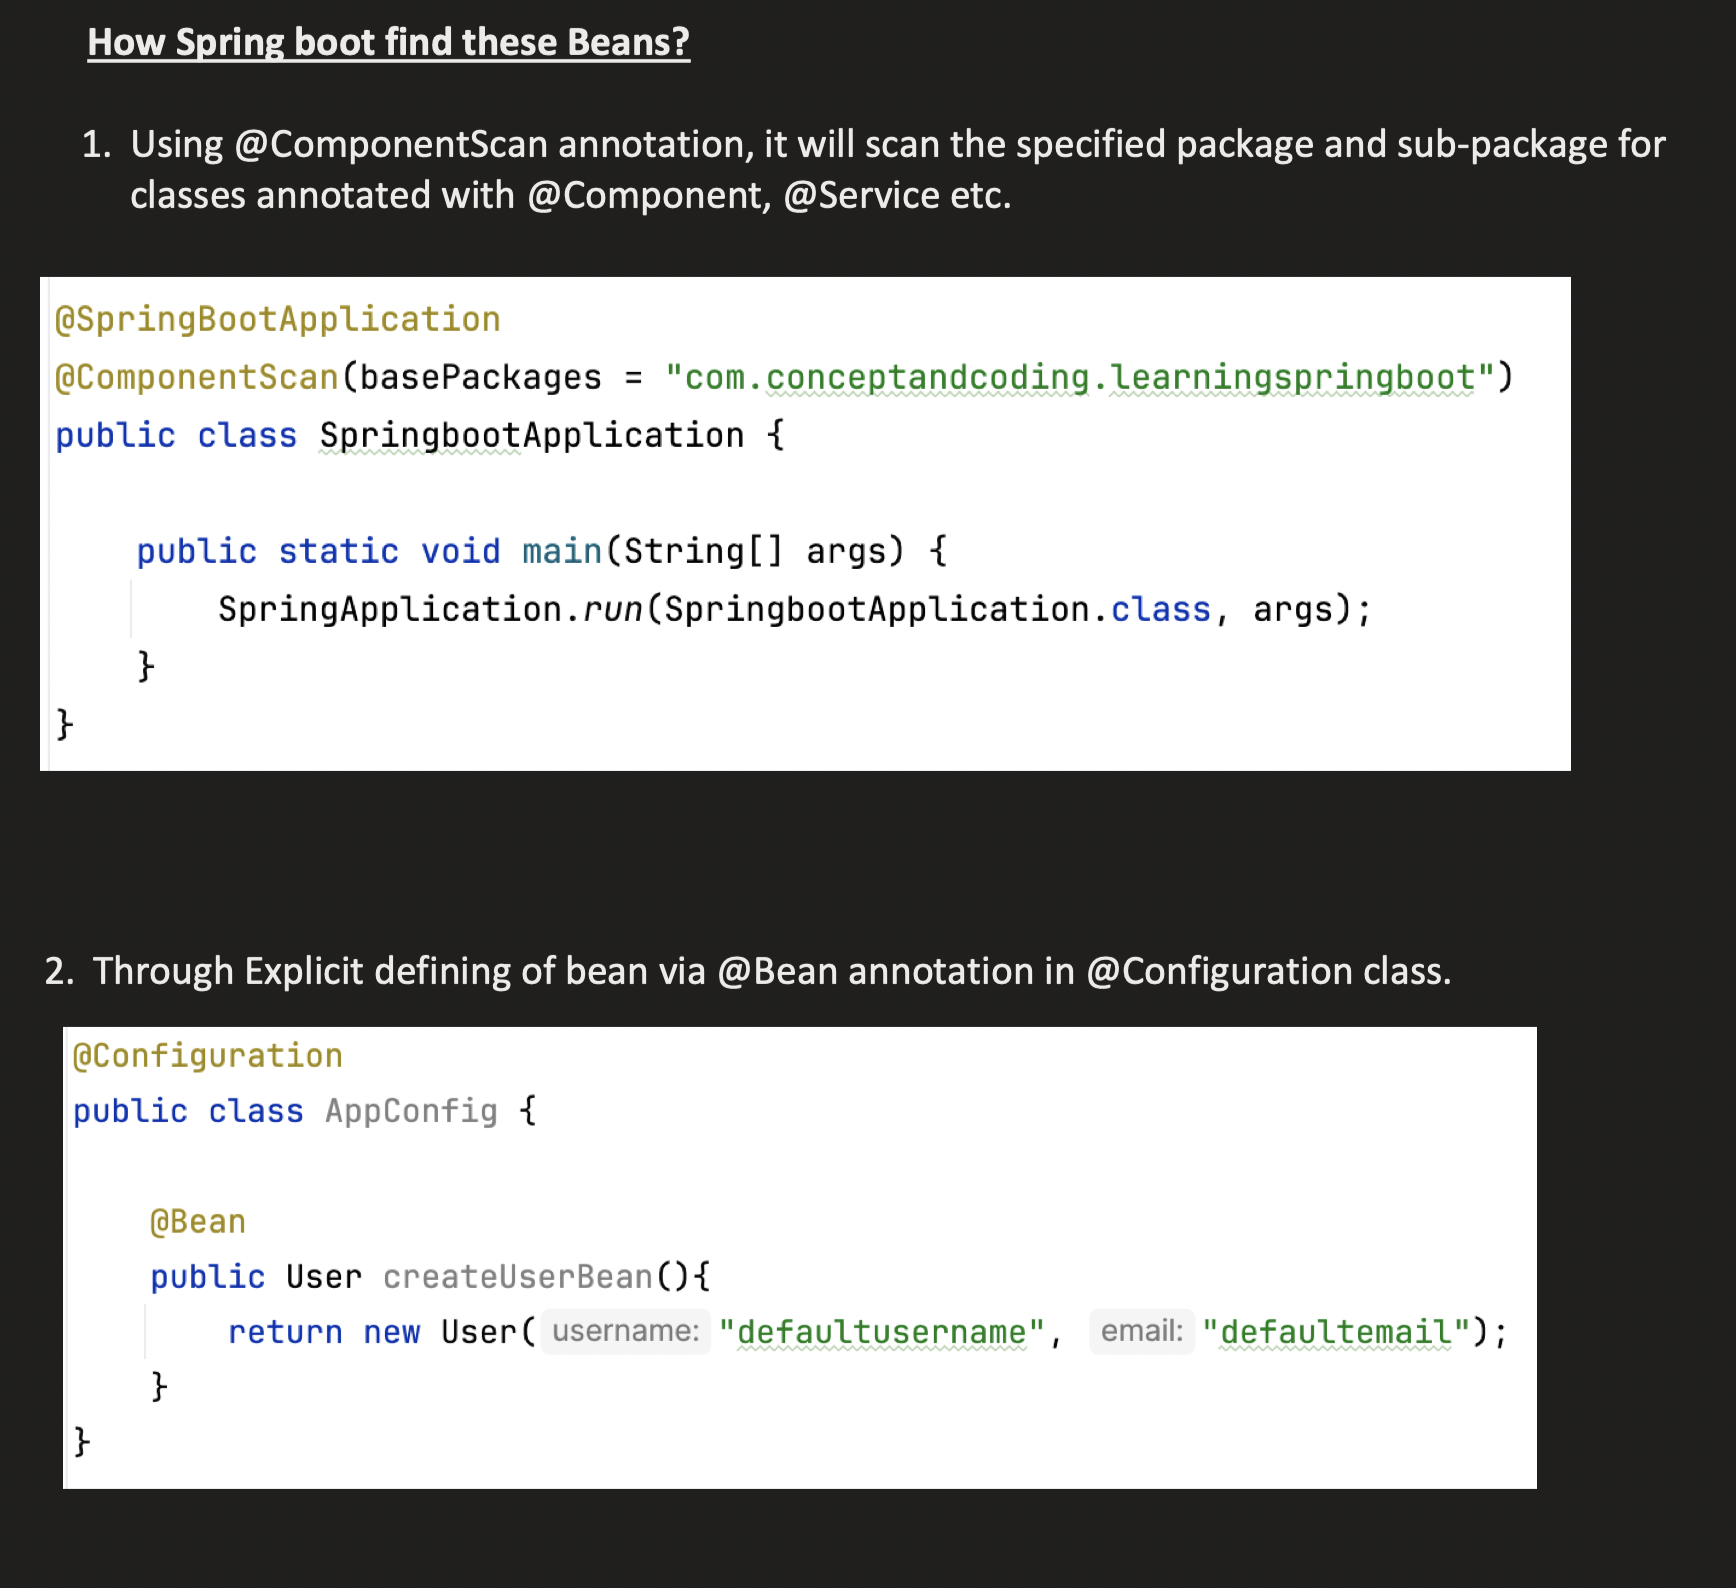 How Spring boot find these Beans?
1. Using @ComponentScan annotation, it will scan the specified package and sub-package for
classes annotated with @Component, @Service etc.
@SpringBootApplication
@ComponentScan(basePackages = "com.conceptandcoding.learningspringboot")
public class SpringbootApplication {
public static void main(String[] args) {
SpringApplication.run(SpringbootApplication.class, args);
}
}
2. Through Explicit defining of bean via @Bean annotation in @Configuration class.
@Configuration
public class AppConfig {
@Bean
public User createUserBean(){
return new User( username: "defaultusername", email: "defaultemail");
}
}